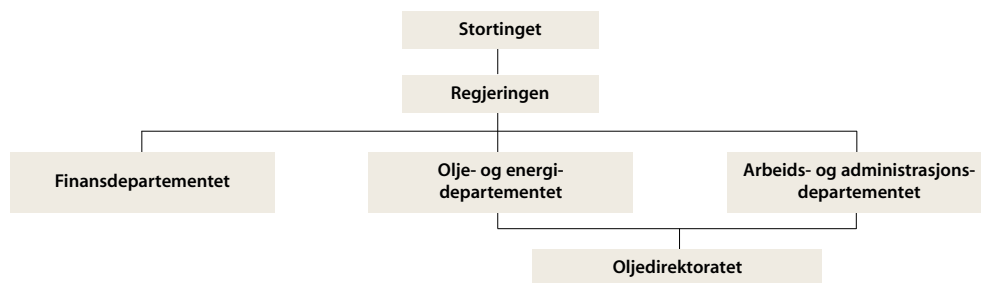 Stortinget
Regjeringen
Finansdepartementet
Olje- og energi-
departementet
Arbeids- og administrasjons-
departementet
Oljedirektoratet